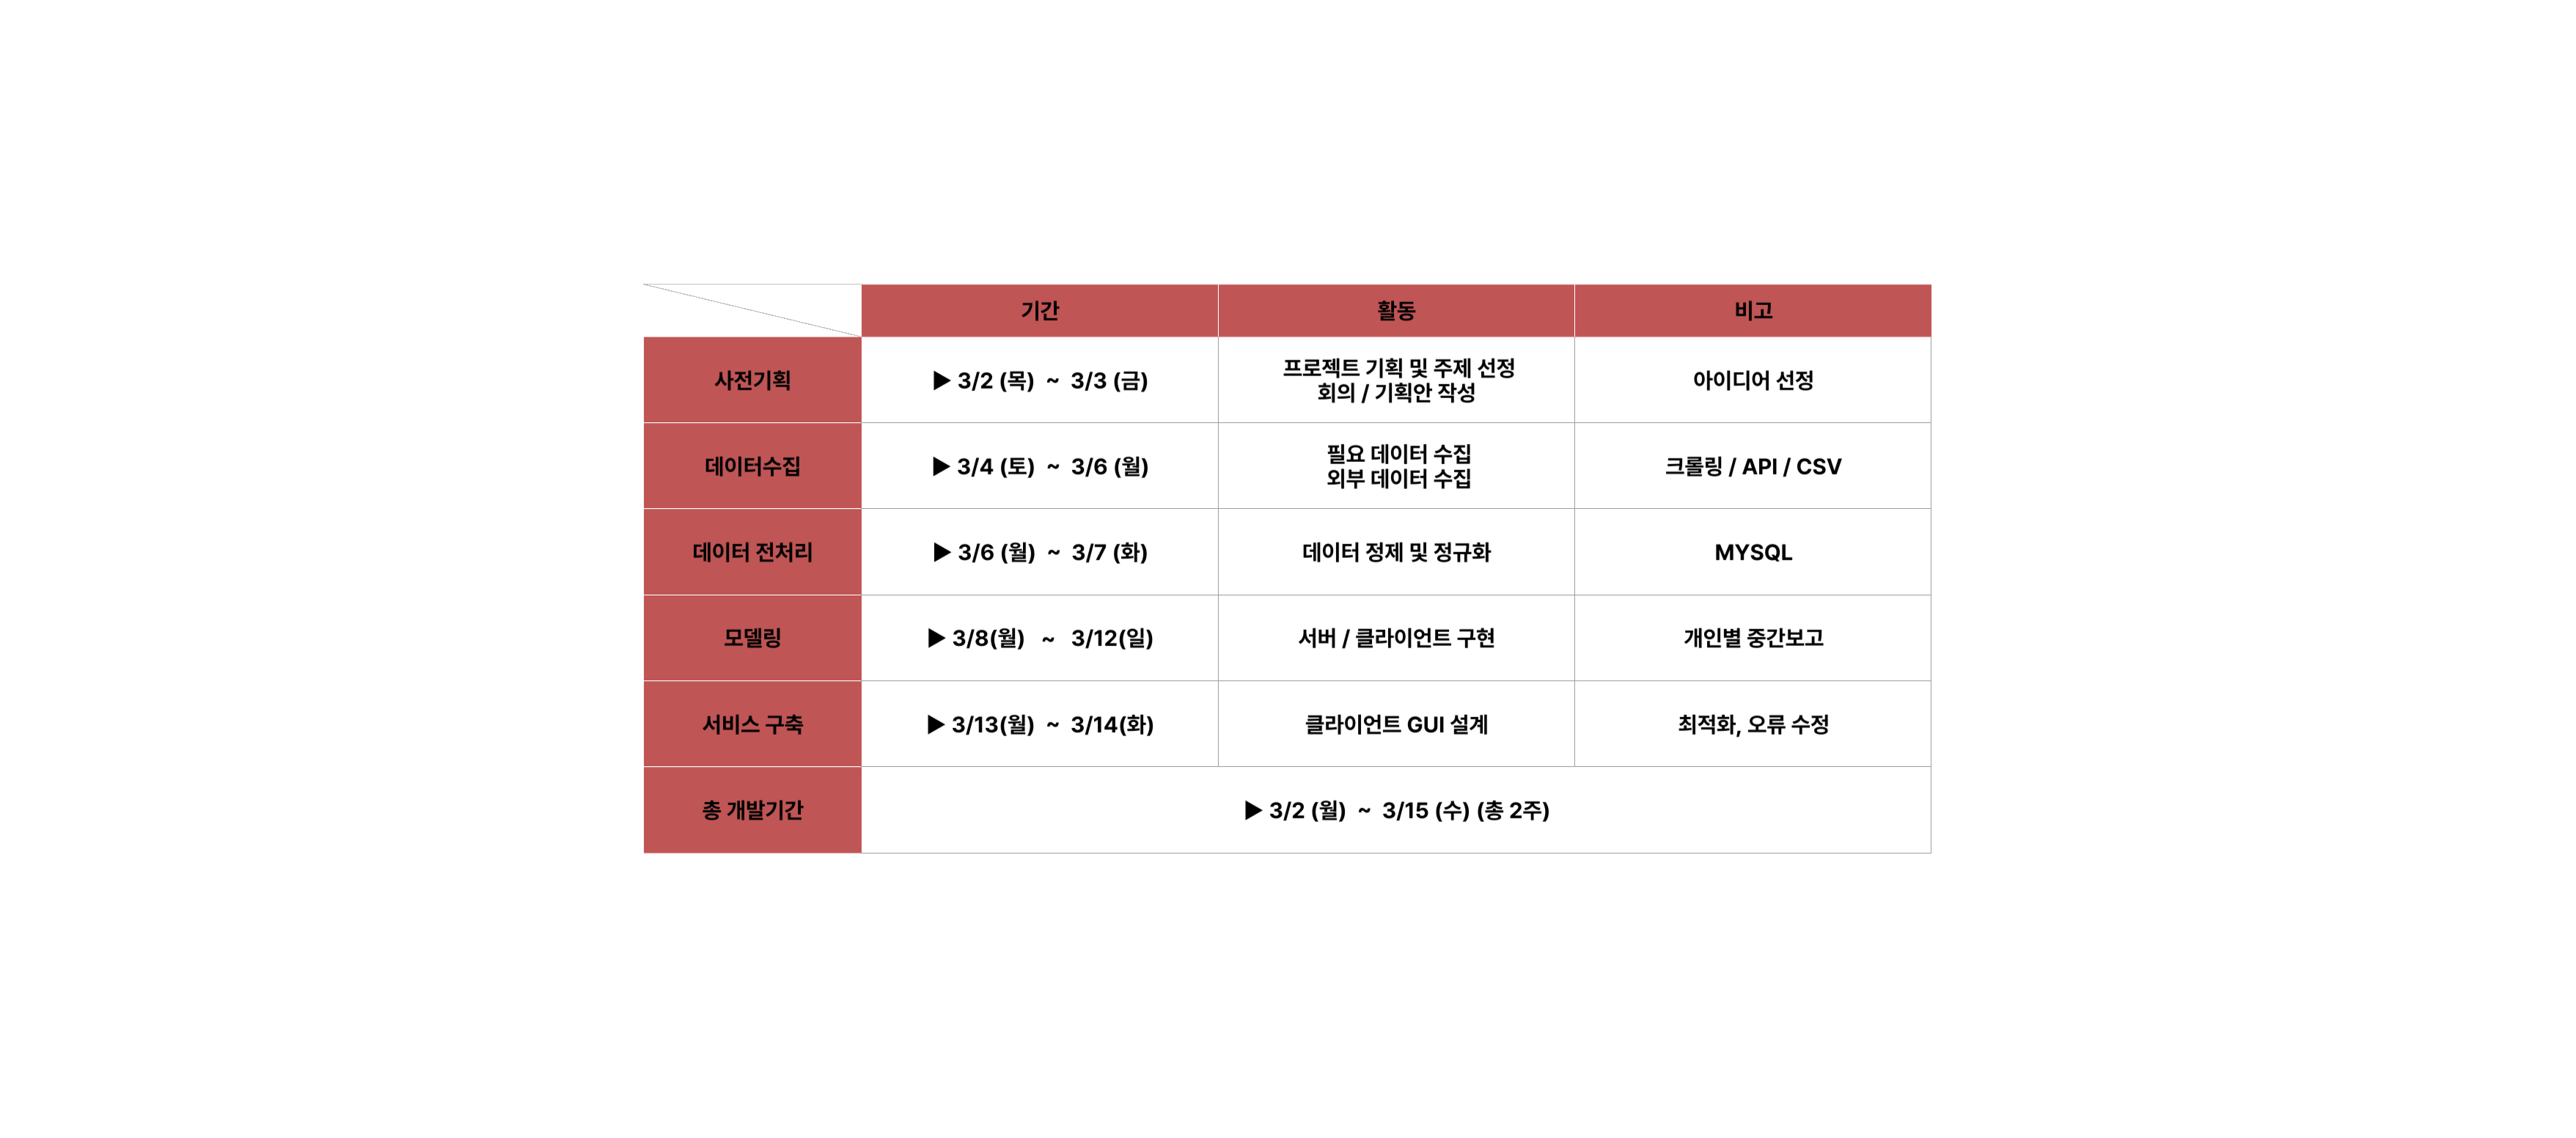 기간 활동 비고
사전기획 ▶ 3/2 (목) ~ 3/3 (금) 프로젝트 기획 및 주제 선정 아이디어 선정
회의 / 기획안 작성
데이터수집 ▶ 3/4 (토) ~ 3/6 (월) 필요 데이터 수집 크롤링 / API / CSV
외부 데이터 수집
데이터 전처리 ▶ 3/6 (월) ~ 3/7 (화) 데이터 정제 및 정규화 MYSQL
모델링 ▶ 3/8(월) ~ 3/12(일) 서버 / 클라이언트 구현 개인별 중간보고
서비스 구축 ▶ 3/13(월) ~ 3/14(화) 클라이언트 GUI 설계 최적화, 오류 수정
총 개발기간 ▶ 3/2 (월) ~ 3/15 (수) (총 2주)